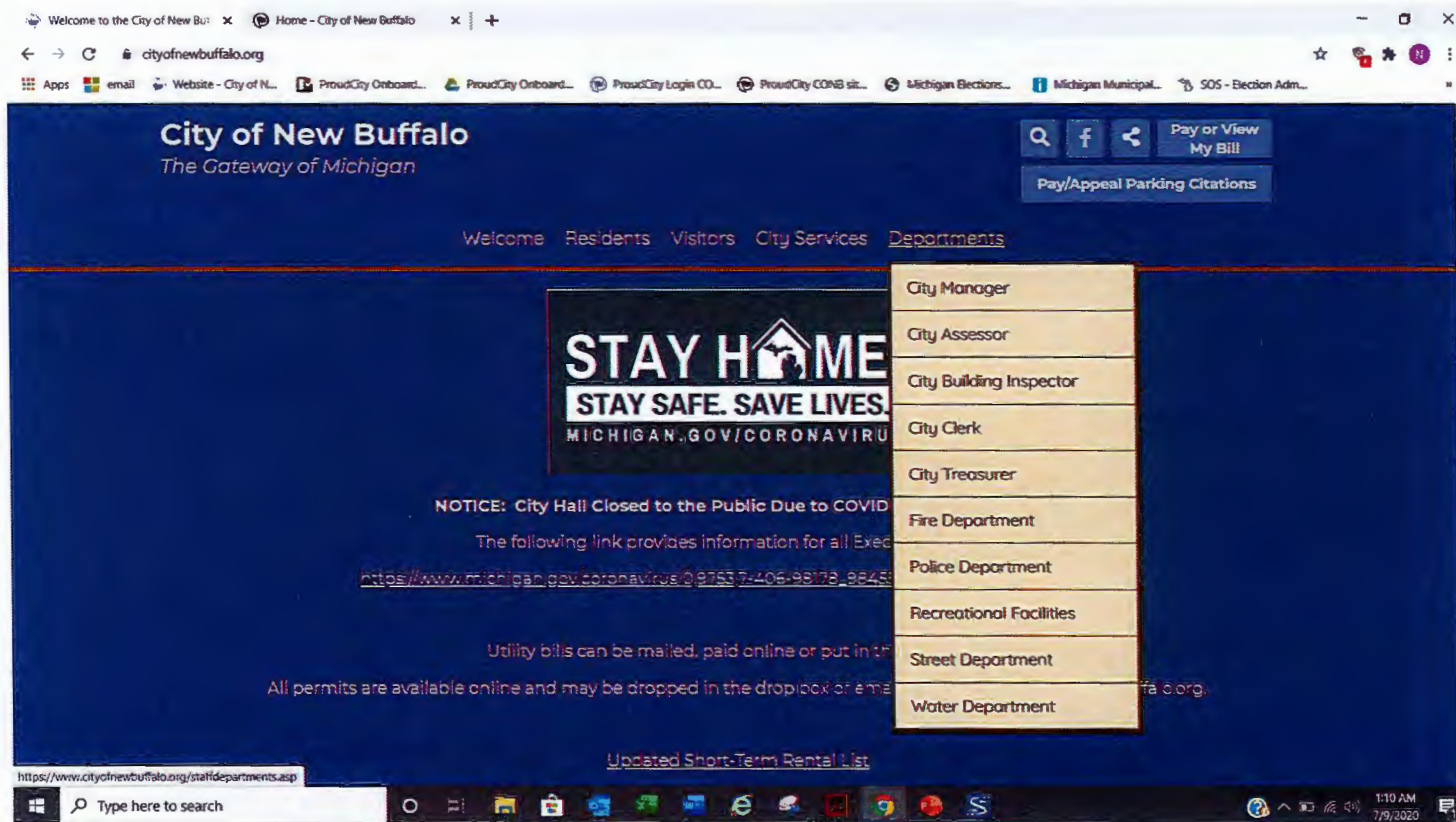 Welcome to the City of New Bu
Home – City of New Buffalo
cityofnewbuffalo.org
N
Apps
email
Website - City of N...
ProudCity Onboard...
ProudCity Onboard...
ProudCity Login CO...
ProudCity CONB sit...
Michigan Elections...
Michigan Municipal...
SOS - Election Adm...
»
City of New Buffalo
The Gateway of Michigan
Pay or View
My Bill
Pay/Appeal Parking Citations
Welcome Residents Visitors City Services Departments
City Manager
City Assessor
City Building Inspector
City Clerk
City Treasurer
Fire Department
Police Department
Recreational Facilities
Street Department
Water Department
STAY HOME
STAY SAFE. SAVE LIVES.
MICHIGAN.GOV/CORONAVIRU
NOTICE: City Hall Closed to the Public Due to COVID
The following link provides information for all Exec
Utility bills can be mailed, paid online or put in th
All permits are available online and may be dropped in the dropbox or ema
falo.org.
Updated Short-Term Rental List
https://www.cityofnewbuffalo.org/staffdepartments.asp
Type here to search
1:10 AM
7/9/2020